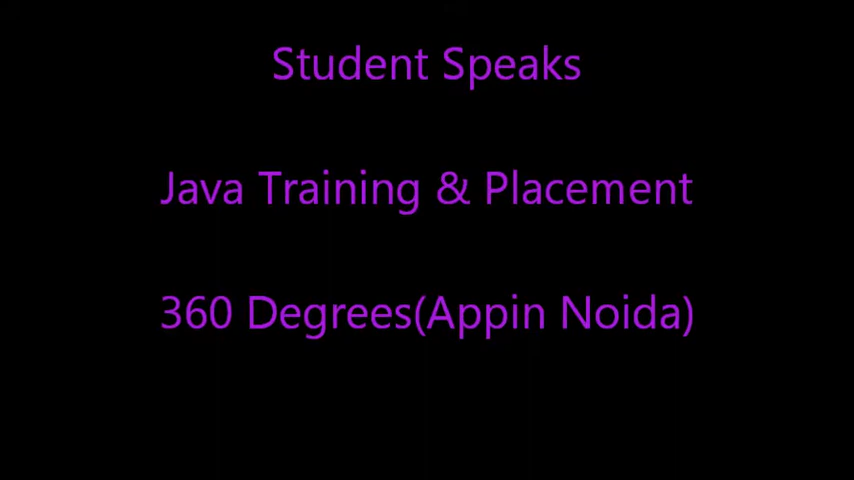 Student Speaks
Java Training & Placement
360 Degrees(Appin Noida)